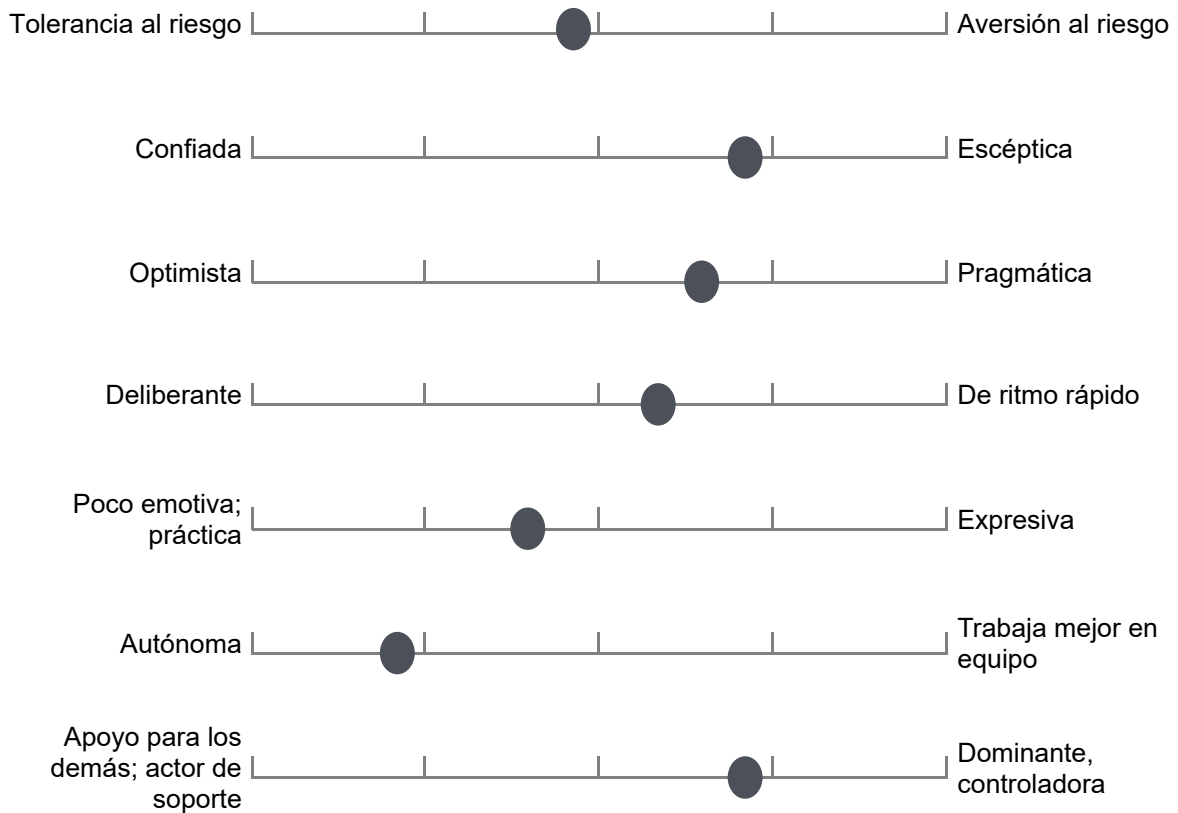 Tolerancia al riesgo
Aversión al riesgo
Confiada
Escéptica
Optimista
Pragmática
Deliberante
De ritmo rápido
Poco emotiva;
práctica
Expresiva
Autónoma
Trabaja mejor en
equipo
Apoyo para los
demás; actor de
soporte
Dominante,
controladora